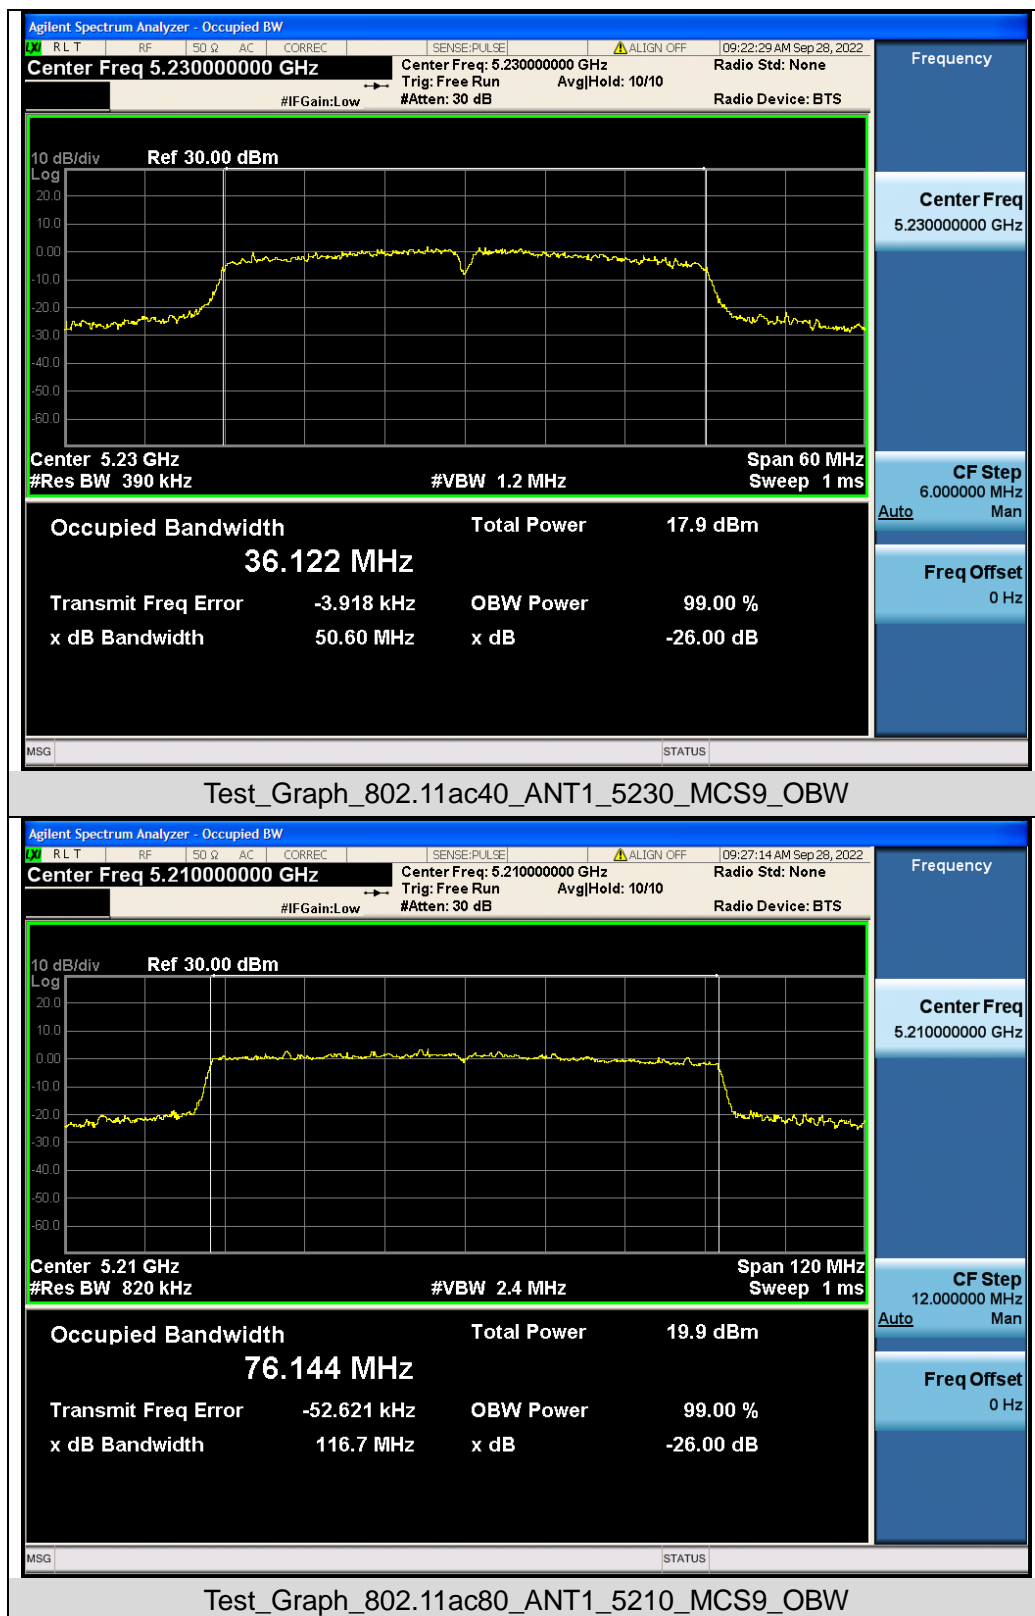 Agilent Spectrum Analyzer - Occupied BW
LXI RLT RF 50 Ω AC CORREC SENSE:PULSE ALIGN OFF 09:22:29 AM Sep 28, 2022
Center Freq 5.230000000 GHz Center Freq: 5.230000000 GHz Radio Std: None
Trig: Free Run Avg|Hold: 10/10
#IFGain:Low #Atten: 30 dB Radio Device: BTS
Frequency
10 dB/div Ref 30.00 dBm
Log
20.0
10.0
0.00
-10.0
-20.0
-30.0
-40.0
-50.0
-60.0
Center 5.23 GHz Span 60 MHz
#Res BW 390 kHz #VBW 1.2 MHz Sweep 1 ms
Center Freq
5.230000000 GHz
CF Step
6.000000 MHz
Auto Man
Freq Offset
0 Hz
Occupied Bandwidth Total Power 17.9 dBm
36.122 MHz
Transmit Freq Error -3.918 kHz OBW Power 99.00 %
x dB Bandwidth 50.60 MHz x dB -26.00 dB
MSG STATUS
Test_Graph_802.11ac40_ANT1_5230_MCS9_OBW
Agilent Spectrum Analyzer - Occupied BW
LXI RLT RF 50 Ω AC CORREC SENSE:PULSE ALIGN OFF 09:27:14 AM Sep 28, 2022
Center Freq 5.210000000 GHz Center Freq: 5.210000000 GHz Radio Std: None
Trig: Free Run Avg|Hold: 10/10
#IFGain:Low #Atten: 30 dB Radio Device: BTS
Frequency
10 dB/div Ref 30.00 dBm
Log
20.0
10.0
0.00
-10.0
-20.0
-30.0
-40.0
-50.0
-60.0
Center 5.21 GHz Span 120 MHz
#Res BW 820 kHz #VBW 2.4 MHz Sweep 1 ms
Center Freq
5.210000000 GHz
CF Step
12.000000 MHz
Auto Man
Freq Offset
0 Hz
Occupied Bandwidth Total Power 19.9 dBm
76.144 MHz
Transmit Freq Error -52.621 kHz OBW Power 99.00 %
x dB Bandwidth 116.7 MHz x dB -26.00 dB
MSG STATUS
Test_Graph_802.11ac80_ANT1_5210_MCS9_OBW